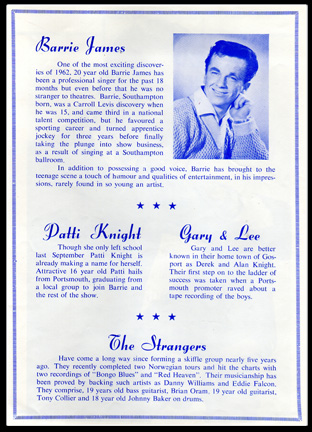 Barrie James
One of the most exciting discover-
ies of 1962, 20 year old Barrie James has
been a professional singer for the past 18
months but even before that he was no
stranger to theatres. Barrie, Southampton
born, was a Carroll Levis discovery when
he was 15, and came third in a national
talent competition, but he favoured a
sporting career and turned apprentice
jockey for three years before finally
taking the plunge into show business,
as a result of singing at a Southampton
ballroom.
In addition to possessing a good voice, Barrie has brought to the
teenage scene a touch of humour and qualities of entertainment, in his impres-
sions, rarely found in so young an artist.
Patti Knight
Though she only left school
last September Patti Knight is
already making a name for herself.
Attractive 16 year old Patti hails
from Portsmouth, graduating from
a local group to join Barrie and
the rest of the show.
Gary & Lee
Gary and Lee are better
known in their home town of Gos-
port as Derek and Alan Knight.
Their first step on the ladder of
success was taken when a Ports-
mouth promoter raved about a
tape recording of the boys.
The Strangers
Have come a long way since forming a skiffle group nearly five years
ago. They recently completed two Norwegian tours and hit the charts with
two recordings of "Bongo Blues" and "Red Heaven". Their musicianship has
been proved by backing such artists as Danny Williams and Eddie Falcon.
They comprise, 19 years old bass guitarist, Brian Oram. 19 year old guitarist,
Tony Collier and 18 year old Johnny Baker on drums.